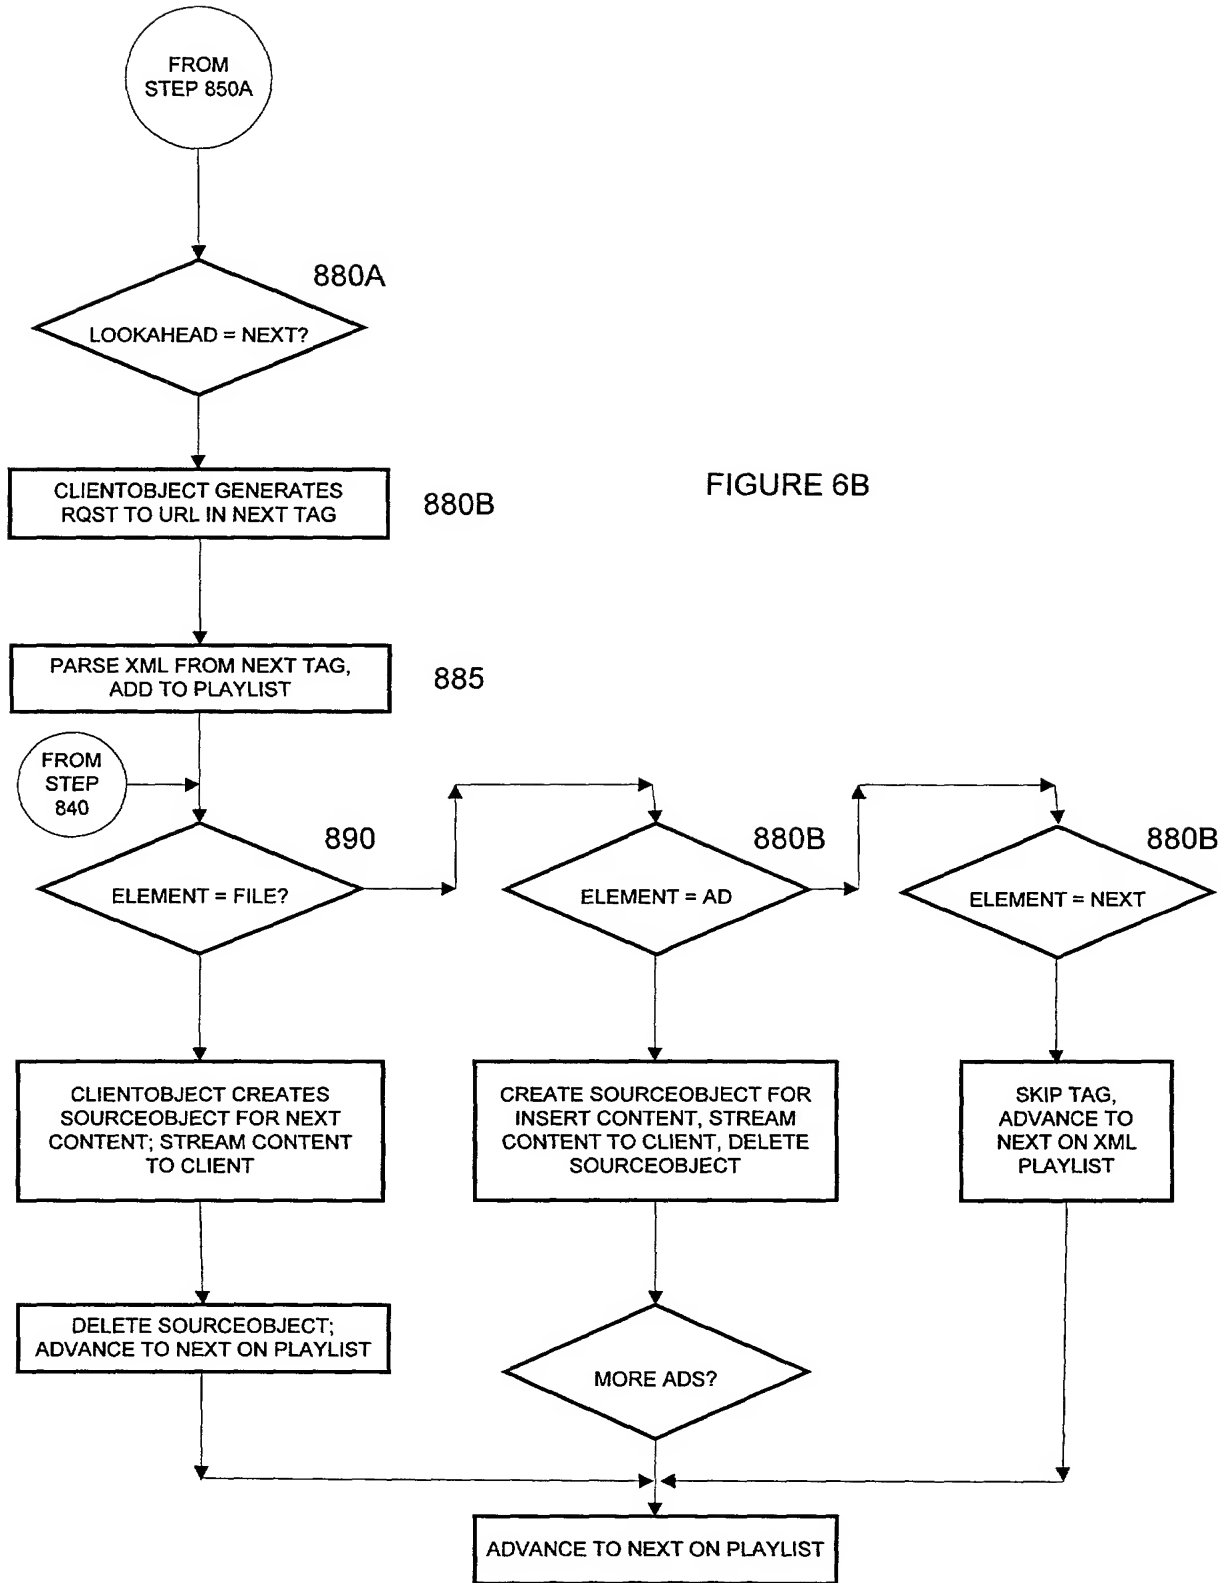 FROM
STEP 850A
880A
LOOKAHEAD = NEXT?
CLIENTOBJECT GENERATES
RQST TO URL IN NEXT TAG
880B
FIGURE 6B
PARSE XML FROM NEXT TAG,
ADD TO PLAYLIST
885
FROM
STEP
840
890
ELEMENT = FILE?
880B
ELEMENT = AD
880B
ELEMENT = NEXT
CLIENTOBJECT CREATES
SOURCEOBJECT FOR NEXT
CONTENT; STREAM CONTENT
TO CLIENT
CREATE SOURCEOBJECT FOR
INSERT CONTENT, STREAM
CONTENT TO CLIENT, DELETE
SOURCEOBJECT
SKIP TAG,
ADVANCE TO
NEXT ON XML
PLAYLIST
DELETE SOURCEOBJECT;
ADVANCE TO NEXT ON PLAYLIST
MORE ADS?
ADVANCE TO NEXT ON PLAYLIST